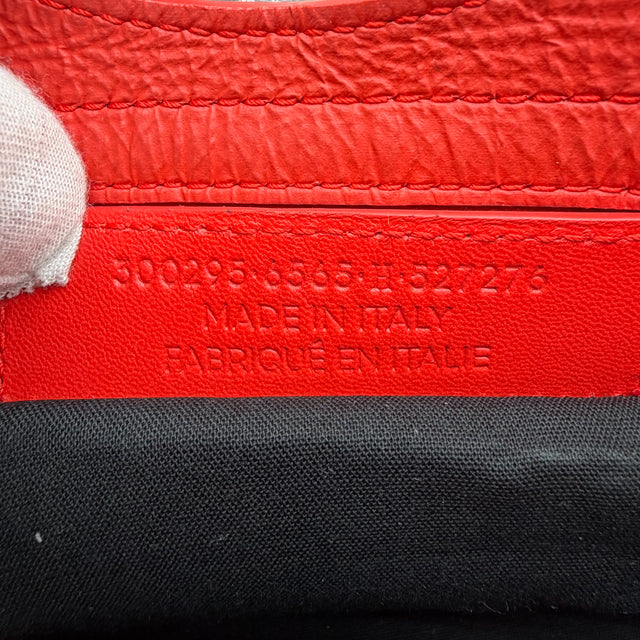 300295·6565·II·527276
MADE IN ITALY
FABRIQUÉ EN ITALIE